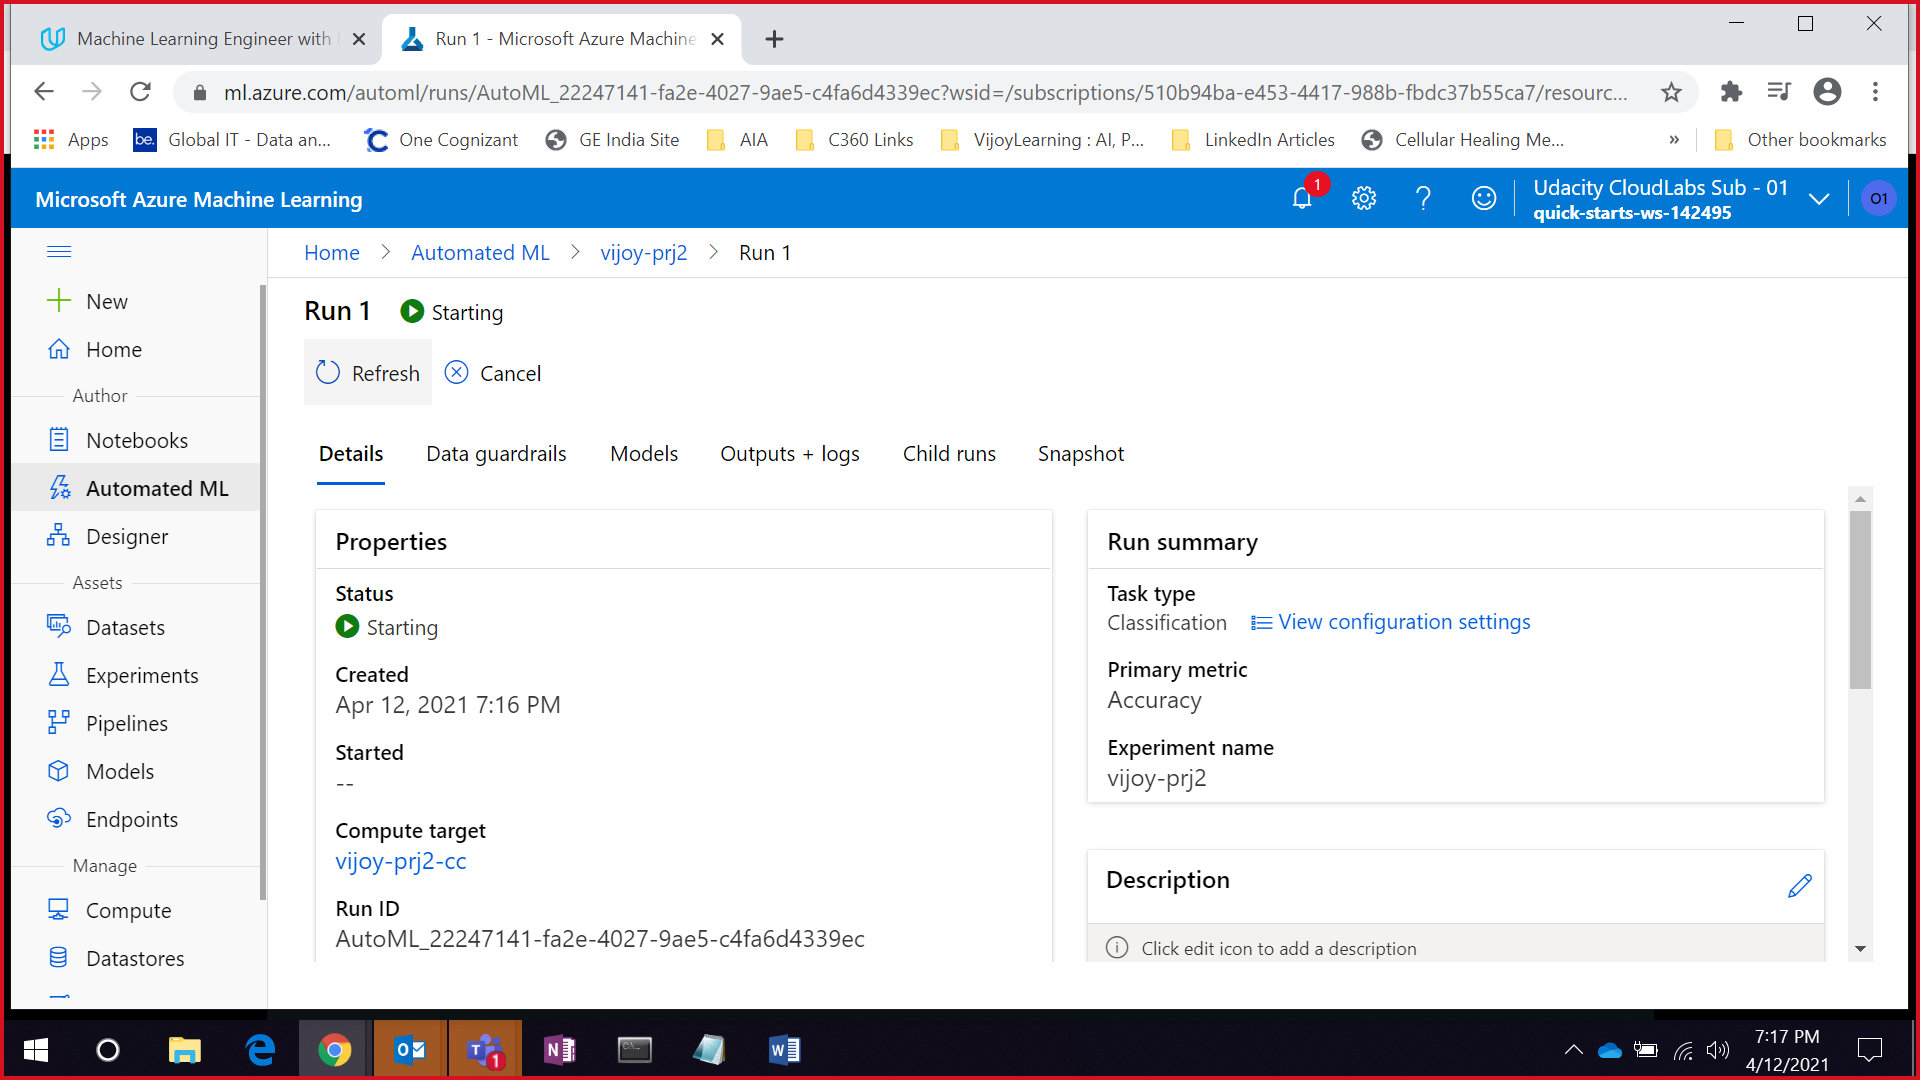 Machine Learning Engineer with
Run 1 - Microsoft Azure Machine
ml.azure.com/automl/runs/AutoML_22247141-fa2e-4027-9ae5-c4fa6d4339ec?wsid=/subscriptions/510b94ba-e453-4417-988b-fbdc37b55ca7/resourc...
Apps
be.
Global IT - Data an...
One Cognizant
GE India Site
AIA
C360 Links
VijoyLearning : AI, P...
LinkedIn Articles
Cellular Healing Me...
»
Other bookmarks
Microsoft Azure Machine Learning
1
Udacity CloudLabs Sub - 01
quick-starts-ws-142495
O1
New
Home
Author
Notebooks
Automated ML
Designer
Assets
Datasets
Experiments
Pipelines
Models
Endpoints
Manage
Compute
Datastores
Home > Automated ML > vijoy-prj2 > Run 1
Run 1 Starting
Refresh Cancel
Details Data guardrails Models Outputs + logs Child runs Snapshot
Properties
Status
Starting
Created
Apr 12, 2021 7:16 PM
Started
--
Compute target
vijoy-prj2-cc
Run ID
AutoML_22247141-fa2e-4027-9ae5-c4fa6d4339ec
Run summary
Task type
Classification View configuration settings
Primary metric
Accuracy
Experiment name
vijoy-prj2
Description
Click edit icon to add a description
1
7:17 PM
4/12/2021